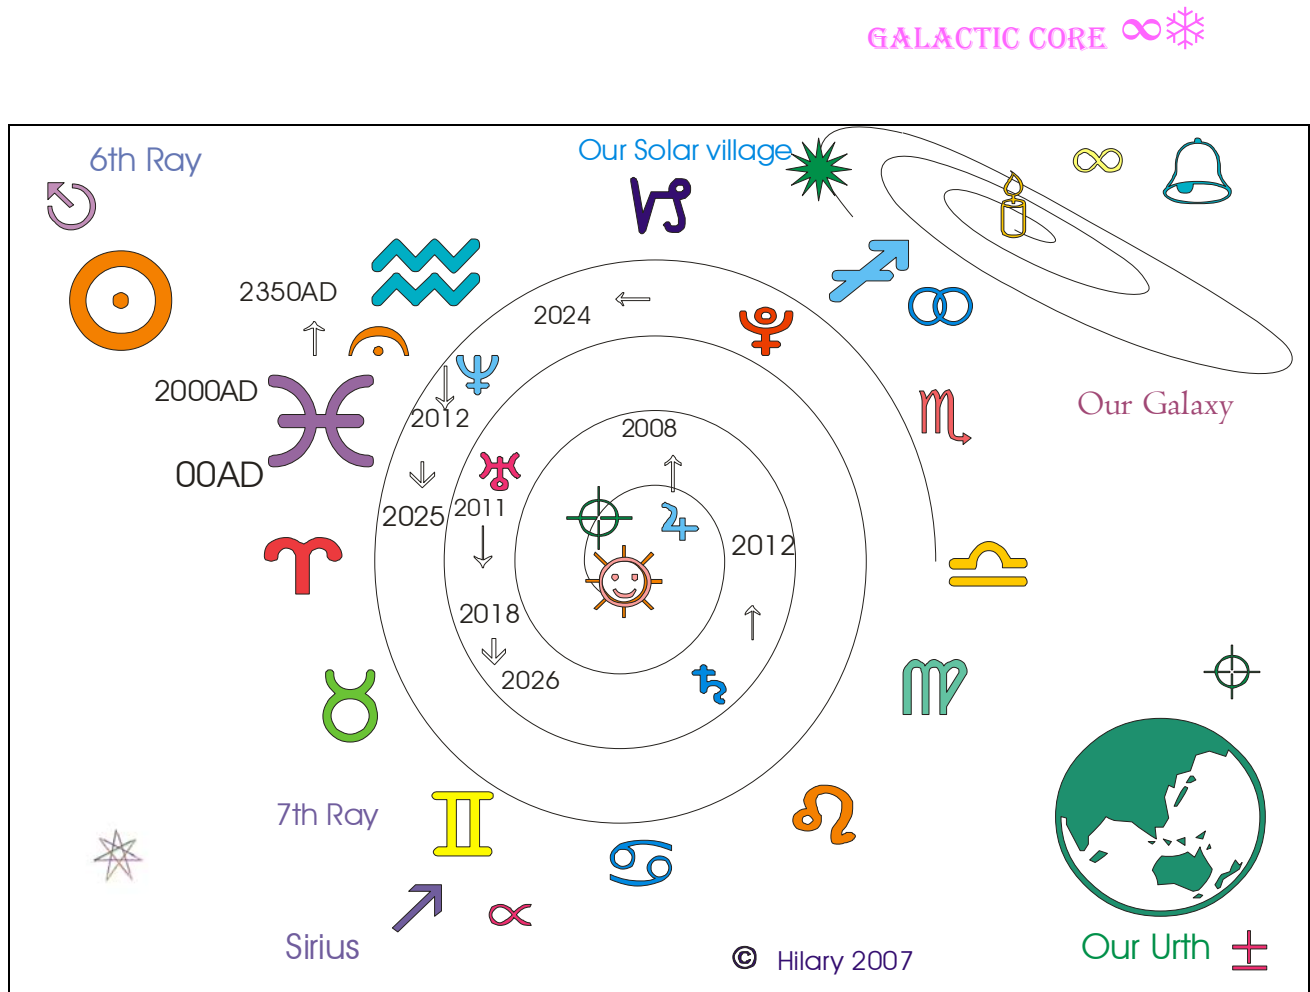 GALACTIC CORE ∞❄
6th Ray
Our Solar village
2350AD
2024
2000AD
Our Galaxy
2012
2008
00AD
2011
2025
2012
2018
2026
7th Ray
Sirius
Our Urth
© Hilary 2007